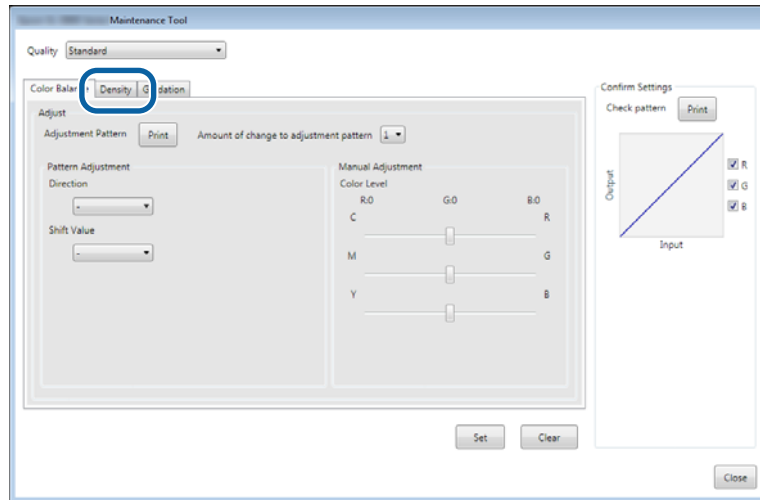 Maintenance Tool
Quality Standard
Color Balan Density G dation
Adjust
Adjustment Pattern Print Amount of change to adjustment pattern 1
Pattern Adjustment
Direction
-
Shift Value
-
Manual Adjustment
Color Level
R:0 G:0 B:0
C R
M G
Y B
Set Clear
Confirm Settings
Check pattern Print
Output
Input
R
G
B
Close